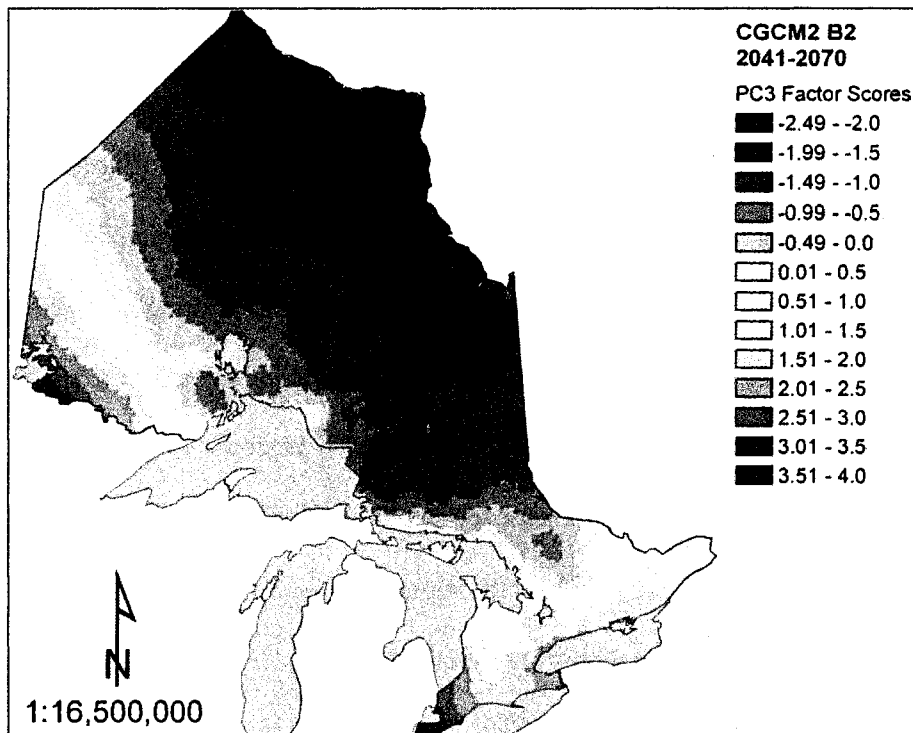 CGCM2 B2
2041-2070
PC3 Factor Scores
-2.49 - -2.0
-1.99 - -1.5
-1.49 - -1.0
-0.99 - -0.5
-0.49 - 0.0
0.01 - 0.5
0.51 - 1.0
1.01 - 1.5
1.51 - 2.0
2.01 - 2.5
2.51 - 3.0
3.01 - 3.5
3.51 - 4.0
N
1:16,500,000